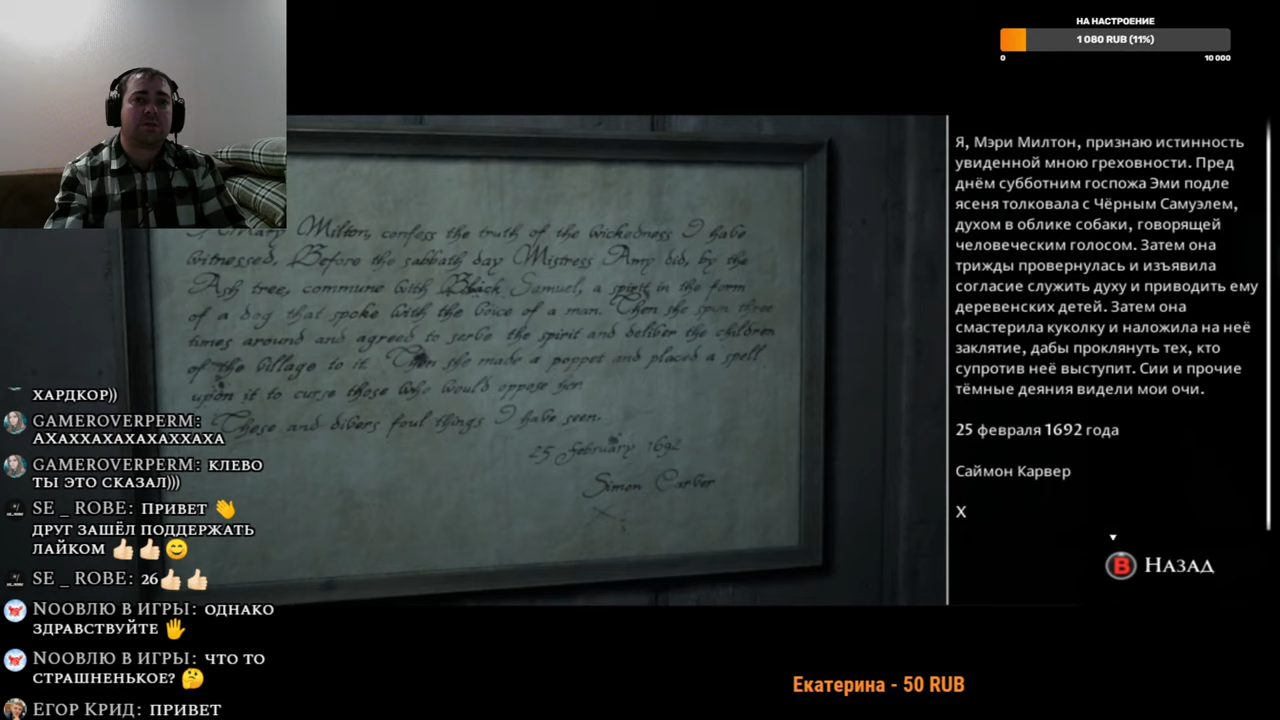 НА НАСТРОЕНИЕ
1 080 RUB (11%)
0
10 000
Mary Milton, confess the truth of the wickedness I have
witnessed. Before the sabbath day Mistress Amy did, by the
Ash tree, commune with Black Samuel, a spirit in the form
of a dog that spoke with the voice of a man. Then she spun three
times around and agreed to serve the spirit and deliver the children
of the village to it. Then she made a poppet and placed a spell
upon it to curse those who would oppose her.
These and divers foul things I have seen.
25 February 1692
Simon Carver
X
Я, Мэри Милтон, признаю истинность
увиденной мною греховности. Пред
днём субботним госпожа Эми подле
ясеня толковала с Чёрным Самуэлем,
духом в облике собаки, говорящей
человеческим голосом. Затем она
трижды провернулась и изъявила
согласие служить духу и приводить ему
деревенских детей. Затем она
смастерила куколку и наложила на неё
заклятие, дабы проклянуть тех, кто
супротив неё выступит. Сии и прочие
тёмные деяния видели мои очи.
25 февраля 1692 года
Саймон Карвер
X
B Назад
ХАРДКОР))
GAMEROVERPERM:
АХАХХАХАХАХАХХАХА
GAMEROVERPERM: КЛЕВО
ТЫ ЭТО СКАЗАЛ)))
SE _ ROBE: ПРИВЕТ 👋
ДРУГ ЗАШЁЛ ПОДДЕРЖАТЬ
ЛАЙКОМ 👍🏻 👍🏻 😊
SE _ ROBE: 26👍🏻 👍🏻
NOOBЛЮ В ИГРЫ: ОДНАКО
ЗДРАВСТВУЙТЕ 🖐
NOOBЛЮ В ИГРЫ: ЧТО ТО
СТРАШНЕНЬКОЕ? 🤔
ЕГОР КРИД: ПРИВЕТ
Екатерина - 50 RUB